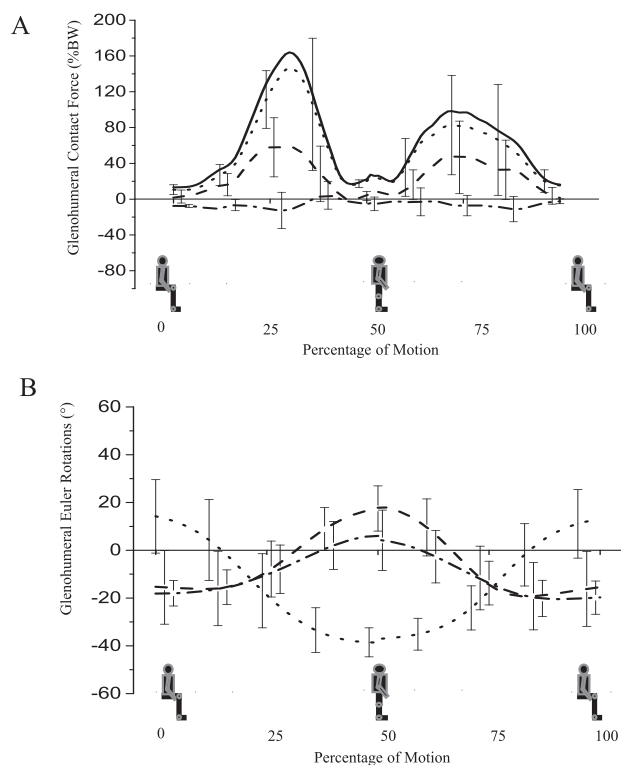 A
Glenohumeral Contact Force (%BW)
200
160
120
80
40
0
-40
-80
0 25 50 75 100
Percentage of Motion
B
Glenohumeral Euler Rotations (°)
60
40
20
0
-20
-40
-60
0 25 50 75 100
Percentage of Motion